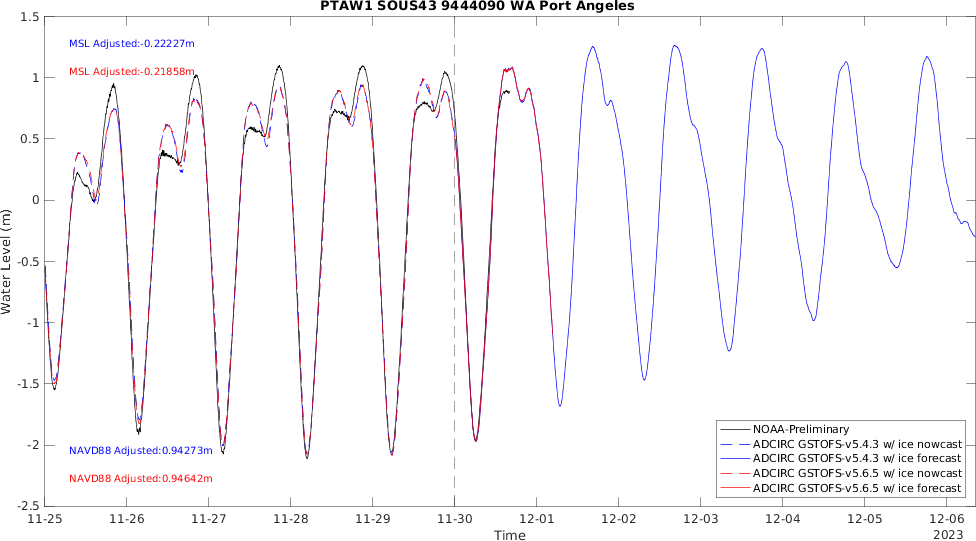 PTAW1 SOUS43 9444090 WA Port Angeles
1.5
1
0.5
0
-0.5
-1
-1.5
-2
-2.5
Water Level (m)
MSL Adjusted:-0.22227m
MSL Adjusted:-0.21858m
NAVD88 Adjusted:0.94273m
NAVD88 Adjusted:0.94642m
NOAA-Preliminary
ADCIRC GSTOFS-v5.4.3 w/ ice nowcast
ADCIRC GSTOFS-v5.4.3 w/ ice forecast
ADCIRC GSTOFS-v5.6.5 w/ ice nowcast
ADCIRC GSTOFS-v5.6.5 w/ ice forecast
11-25 11-26 11-27 11-28 11-29 11-30 12-01 12-02 12-03 12-04 12-05 12-06
Time
2023